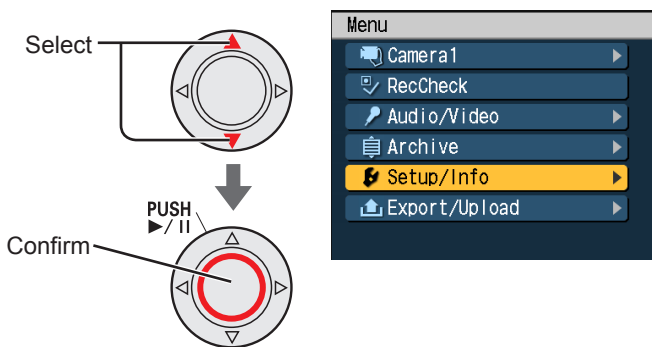 Select
PUSH
▶/II
Confirm
Menu
Camera1
RecCheck
Audio/Video
Archive
Setup/Info
Export/Upload